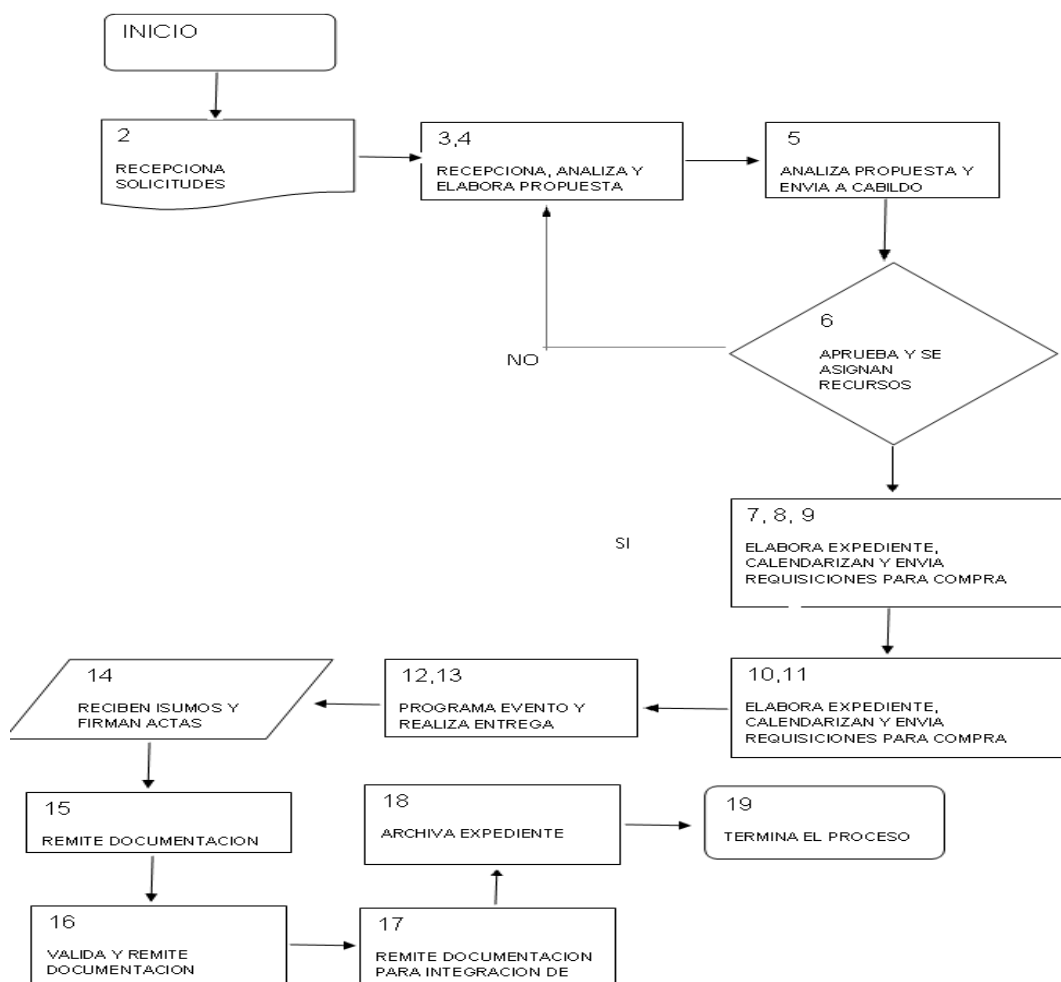 INICIO
2
RECEPCIONA
SOLICITUDES
3,4
RECEPCIONA, ANALIZA Y
ELABORA PROPUESTA
5
ANALIZA PROPUESTA Y
ENVIA A CABILDO
6
APRUEBA Y SE
ASIGNAN
RECURSOS
NO
SI
7, 8, 9
ELABORA EXPEDIENTE,
CALENDARIZAN Y ENVIA
REQUISICIONES PARA COMPRA
10,11
ELABORA EXPEDIENTE,
CALENDARIZAN Y ENVIA
REQUISICIONES PARA COMPRA
12,13
PROGRAMA EVENTO Y
REALIZA ENTREGA
14
RECIBEN ISUMOS Y
FIRMAN ACTAS
15
REMITE DOCUMENTACION
16
VALIDA Y REMITE
DOCUMENTACION
17
REMITE DOCUMENTACION
PARA INTEGRACION DE
18
ARCHIVA EXPEDIENTE
19
TERMINA EL PROCESO